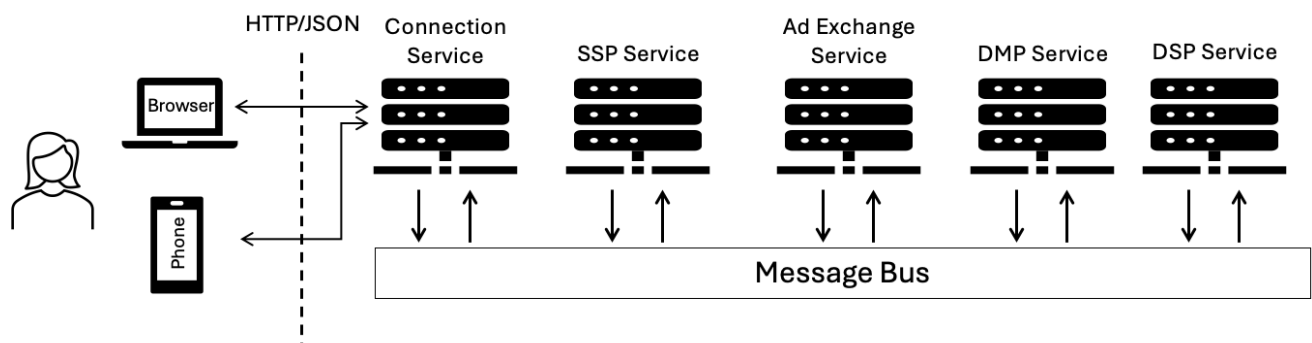 HTTP/JSON
Connection
Service
SSP Service
Ad Exchange
Service
DMP Service
DSP Service
Browser
Phone
Message Bus